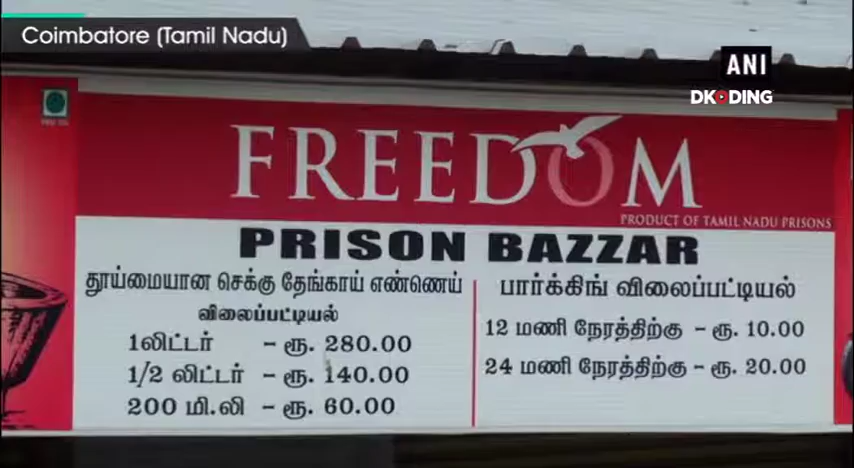 Coimbatore (Tamil Nadu)
ANI
DKODING
FREEDOM
PRODUCT OF TAMIL NADU PRISONS
PRISON BAZZAR
தூய்மையான செக்கு தேங்காய் எண்ணெய்
விலைப்பட்டியல்
1லிட்டர் - ரூ. 280.00
1/2 லிட்டர் - ரூ. 140.00
200 மி.லி - ரூ. 60.00
பார்க்கிங் விலைப்பட்டியல்
12 மணி நேரத்திற்கு - ரூ. 10.00
24 மணி நேரத்திற்கு - ரூ. 20.00